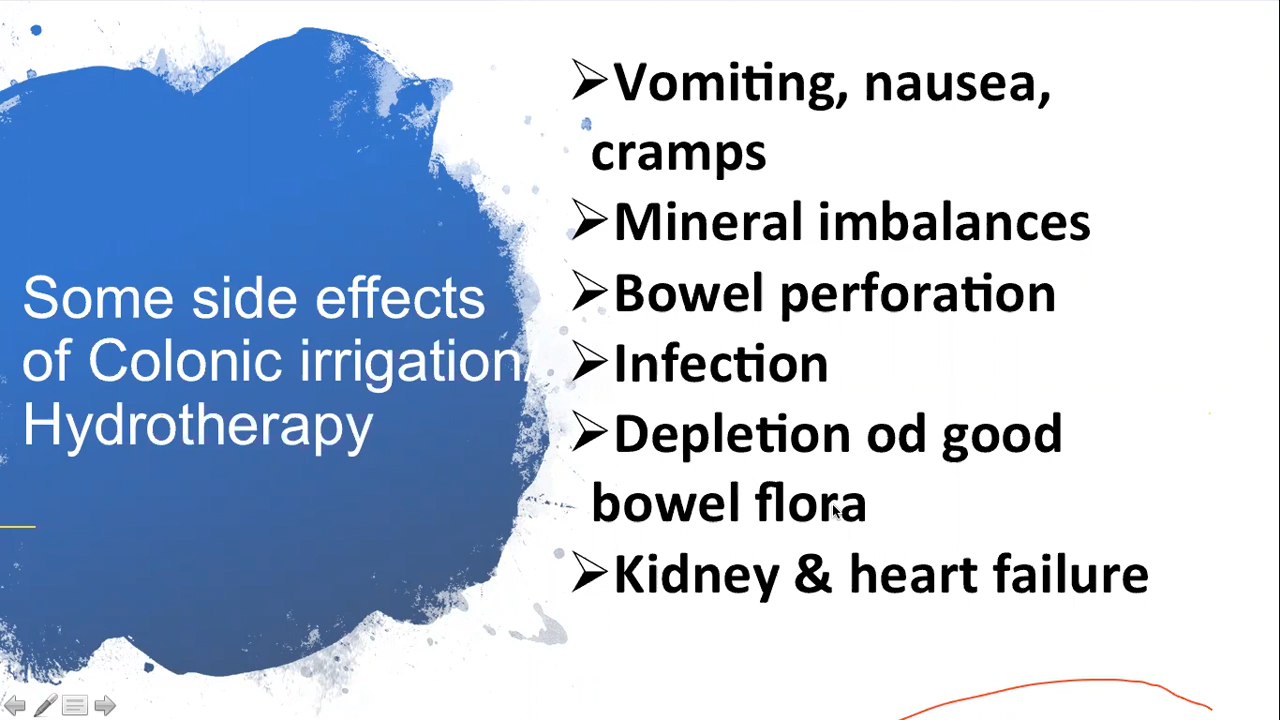 Some side effects
of Colonic irrigation/
Hydrotherapy
➢Vomiting, nausea,
cramps
➢Mineral imbalances
➢Bowel perforation
➢Infection
➢Depletion od good
bowel flora
➢Kidney & heart failure